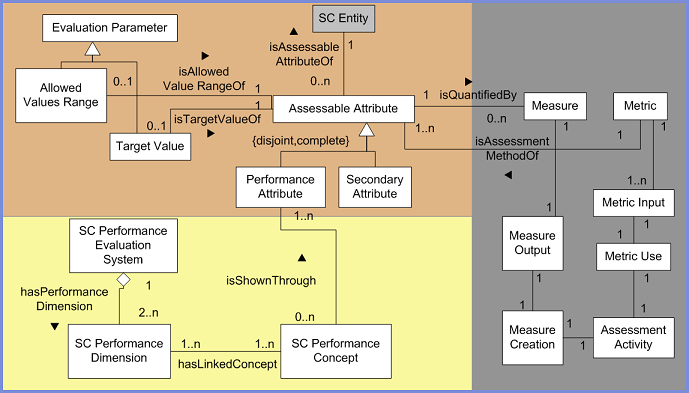 Evaluation Parameter
SC Entity
isAssessable
AttributeOf
1
0..n
Allowed
Values Range
0..1
isAllowed
Value RangeOf
1
isTargetValueOf
1
0..1
Target Value
Assessable Attribute
1
isQuantifiedBy
0..n
Measure
Metric
1..n
isAssessment
MethodOf
1
1
1
{disjoint,complete}
Performance
Attribute
Secondary
Attribute
1..n
1..n
Metric Input
1
1
Measure
Output
1
Metric Use
1
1
1
Measure
Creation
1
1
Assessment
Activity
SC Performance
Evaluation
System
1
hasPerformance
Dimension
2..n
isShownThrough
0..n
SC Performance
Dimension
1..n
1..n
hasLinkedConcept
SC Performance
Concept